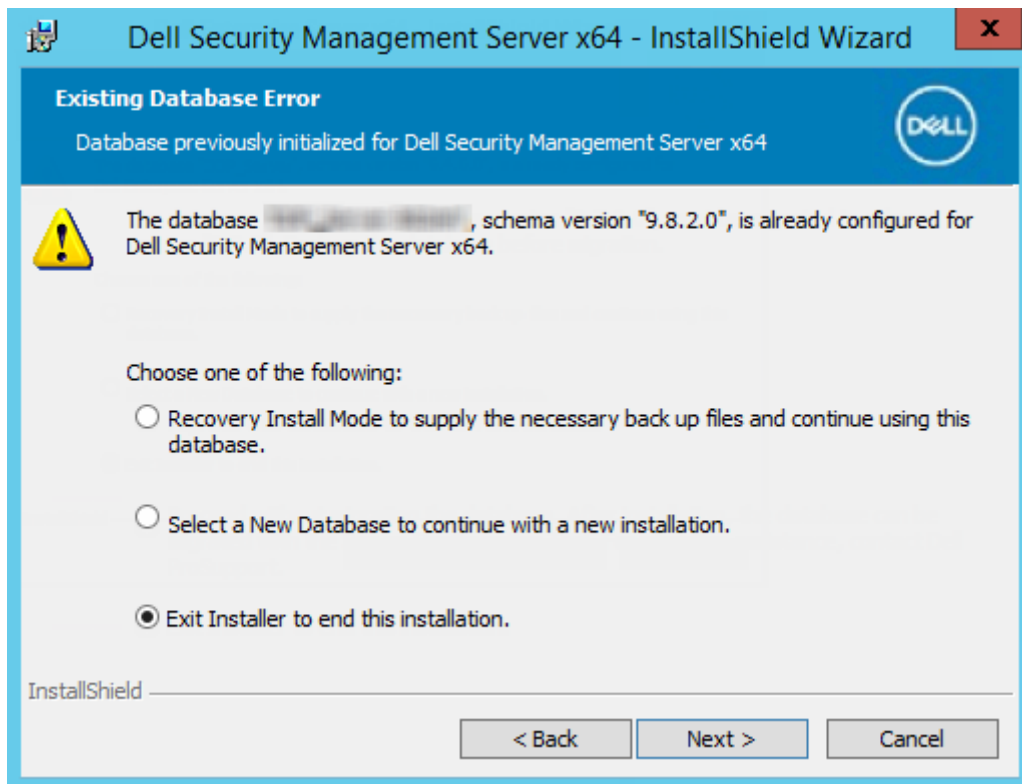 Dell Security Management Server x64 - InstallShield Wizard
x
Existing Database Error
Database previously initialized for Dell Security Management Server x64
DELL
The database , schema version "9.8.2.0", is already configured for
Dell Security Management Server x64.
Choose one of the following:
Recovery Install Mode to supply the necessary back up files and continue using this
database.
Select a New Database to continue with a new installation.
Exit Installer to end this installation.
InstallShield
< Back
Next >
Cancel